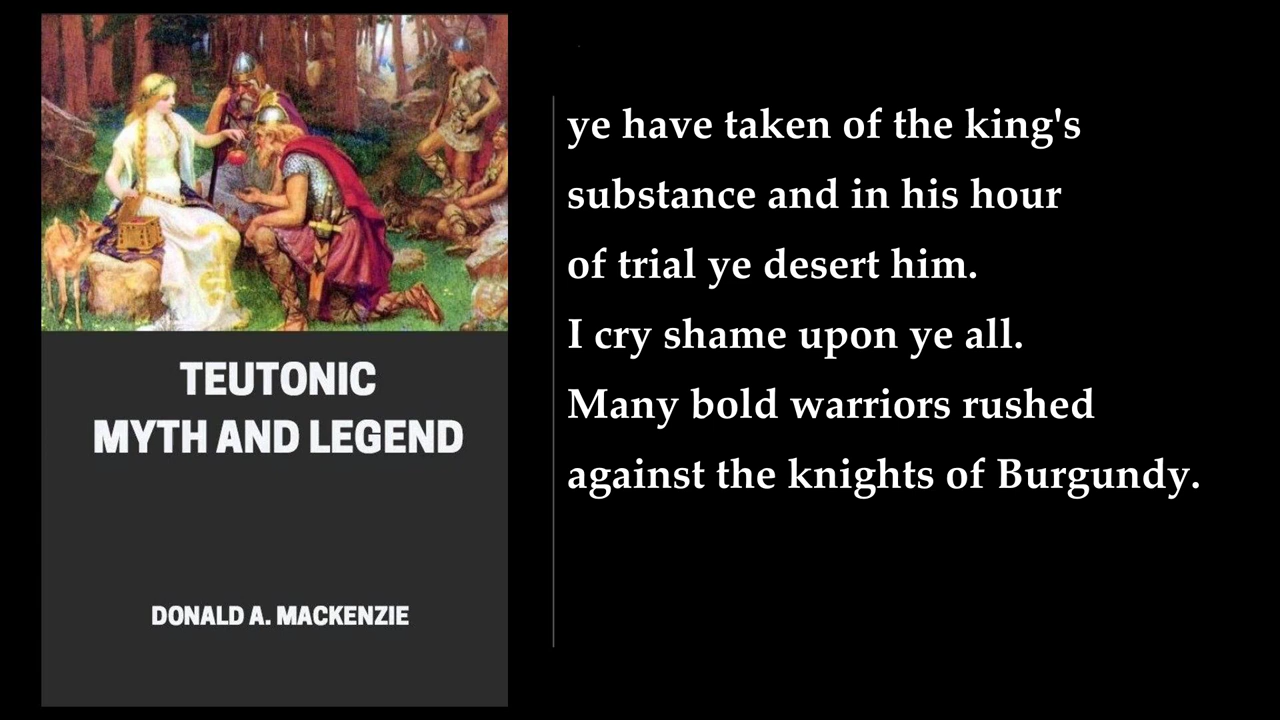 TEUTONIC
MYTH AND LEGEND
DONALD A. MACKENZIE
ye have taken of the king's
substance and in his hour
of trial ye desert him.
I cry shame upon ye all.
Many bold warriors rushed
against the knights of Burgundy.